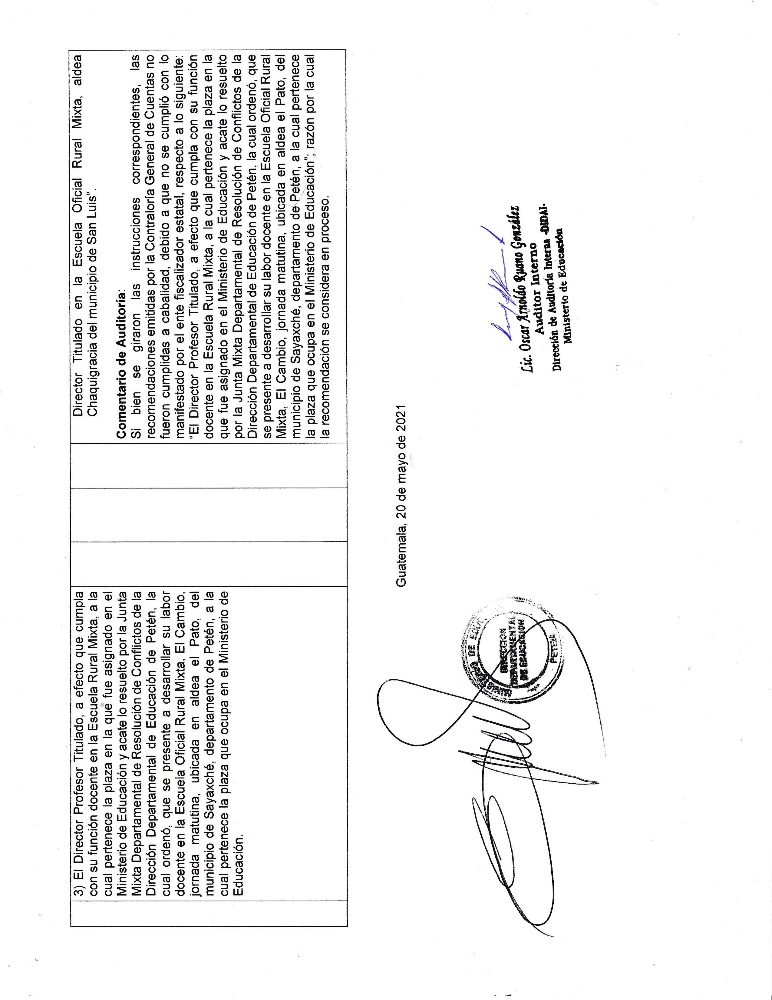 3) El Director Profesor Titulado, a efecto que cumpla
con su función docente en la Escuela Rural Mixta, a la
cual pertenece la plaza en la que fue asignado en el
Ministerio de Educación y acate lo resuelto por la Junta
Mixta Departamental de Resolución de Conflictos de la
Dirección Departamental de Educación de Petén, la
cual ordenó, que se presente a desarrollar su labor
docente en la Escuela Oficial Rural Mixta, El Cambio,
jornada matutina, ubicada en aldea el Pato, del
municipio de Sayaxché, departamento de Petén, a la
cual pertenece la plaza que ocupa en el Ministerio de
Educación.
Director Titulado en la Escuela Oficial Rural Mixta, aldea
Chaquigracia del municipio de San Luis”.
Comentario de Auditoría:
Si bien se giraron las instrucciones correspondientes, las
recomendaciones emitidas por la Contraloría General de Cuentas no
fueron cumplidas a cabalidad, debido a que no se cumplió con lo
manifestado por el ente fiscalizador estatal, respecto a lo siguiente:
“El Director Profesor Titulado, a efecto que cumpla con su función
docente en la Escuela Rural Mixta, a la cual pertenece la plaza en la
que fue asignado en el Ministerio de Educación y acate lo resuelto
por la Junta Mixta Departamental de Resolución de Conflictos de la
Dirección Departamental de Educación de Petén, la cual ordenó, que
se presente a desarrollar su labor docente en la Escuela Oficial Rural
Mixta, El Cambio, jornada matutina, ubicada en aldea el Pato, del
municipio de Sayaxché, departamento de Petén, a la cual pertenece
la plaza que ocupa en el Ministerio de Educación”; razón por la cual
la recomendación se considera en proceso.
Guatemala, 20 de mayo de 2021
DE EDUC.
DIRECCION
DEPARTAMENTAL
DE EDUCACION
PETEN
Lic. Oscar Arnoldo Ruano González
Auditor Interno
Dirección de Auditoría Interna -DIDAI-
Ministerio de Educación